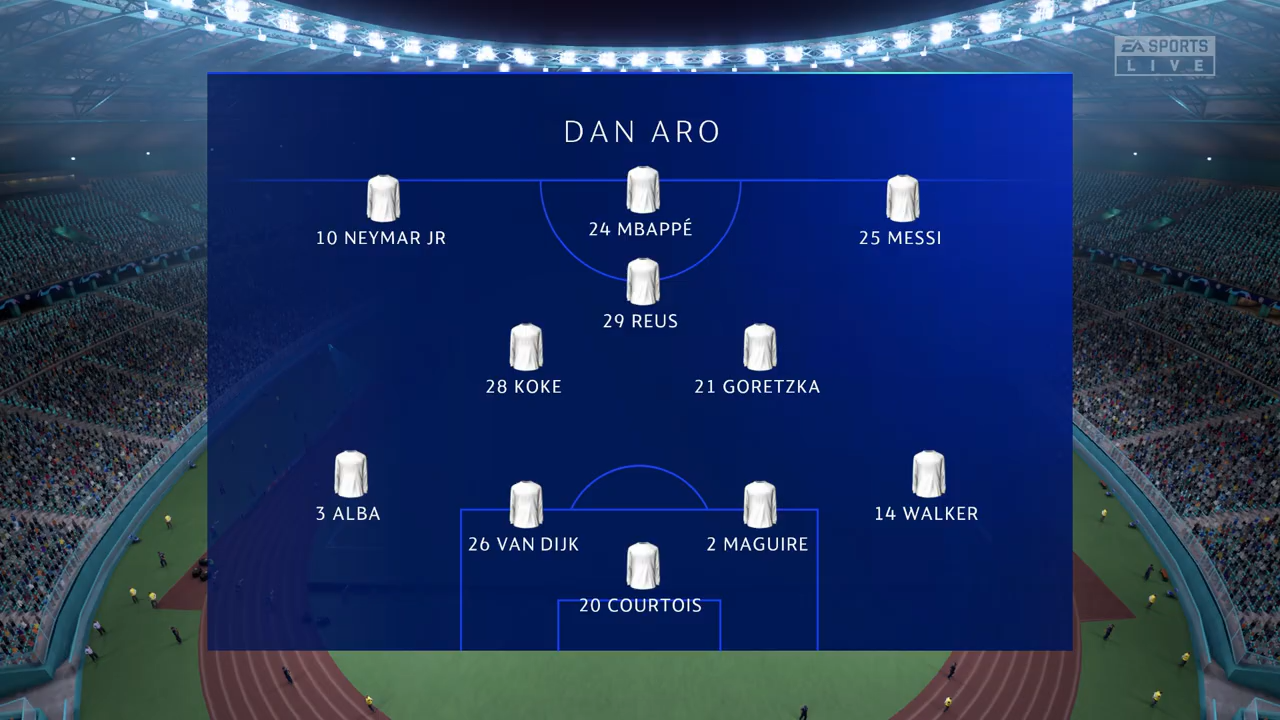 EA SPORTS
LIVE
DAN ARO
10 NEYMAR JR
24 MBAPPÉ
25 MESSI
29 REUS
28 KOKE
21 GORETZKA
3 ALBA
14 WALKER
26 VAN DIJK
2 MAGUIRE
20 COURTOIS